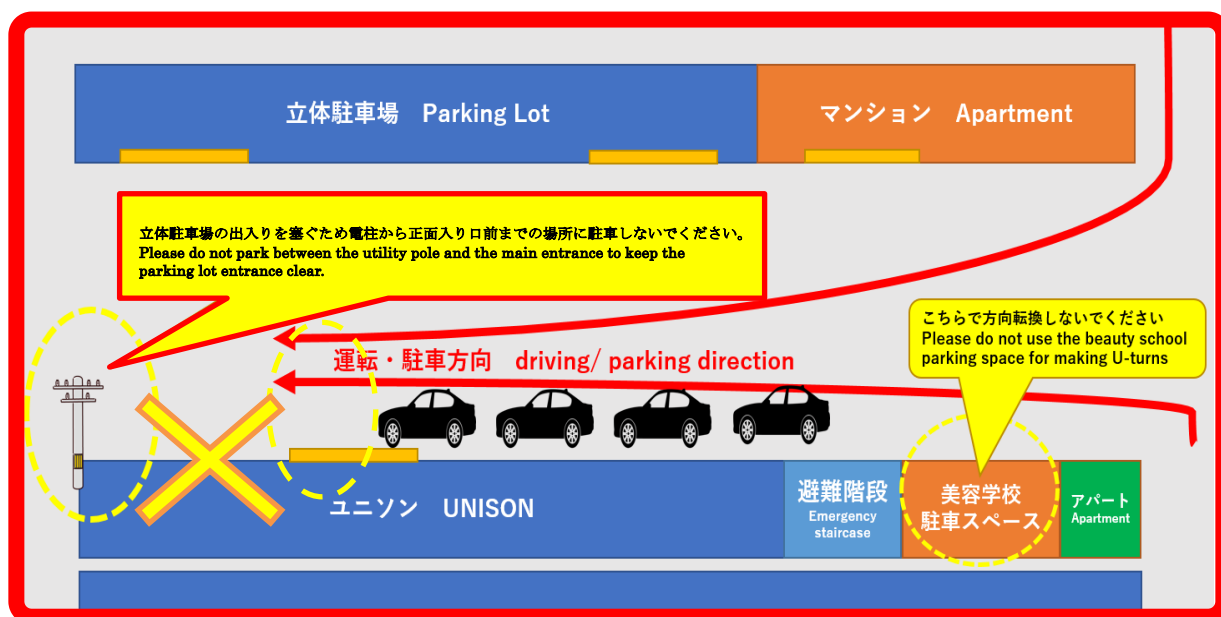 立体駐車場 Parking Lot
マンション Apartment
立体駐車場の出入りを塞ぐため電柱から正面入り口前までの場所に駐車しないでください。
Please do not park between the utility pole and the main entrance to keep the
parking lot entrance clear.
こちらで方向転換しないでください
Please do not use the beauty school
parking space for making U-turns
運転・駐車方向 driving/ parking direction
ユニソン UNISON
避難階段
Emergency
staircase
美容学校
駐車スペース
アパート
Apartment